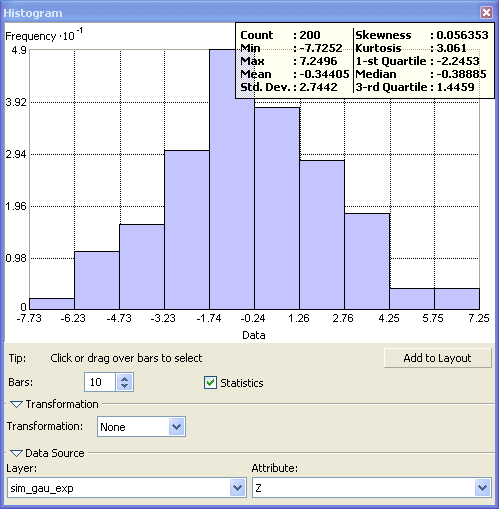 Histogram
Frequency · 10⁻¹
Count : 200 Skewness : 0.056353
Min : -7.7252 Kurtosis : 3.061
Max : 7.2496 1-st Quartile : -2.2453
Mean : -0.34405 Median : -0.38885
Std. Dev. : 2.7442 3-rd Quartile : 1.4459
4.9
3.92
2.94
1.96
0.98
0
-7.73 -6.23 -4.73 -3.23 -1.74 -0.24 1.26 2.76 4.25 5.75 7.25
Data
Tip: Click or drag over bars to select Add to Layout
Bars: 10 Statistics
Transformation
Transformation: None
Data Source
Layer: Attribute:
sim_gau_exp Z